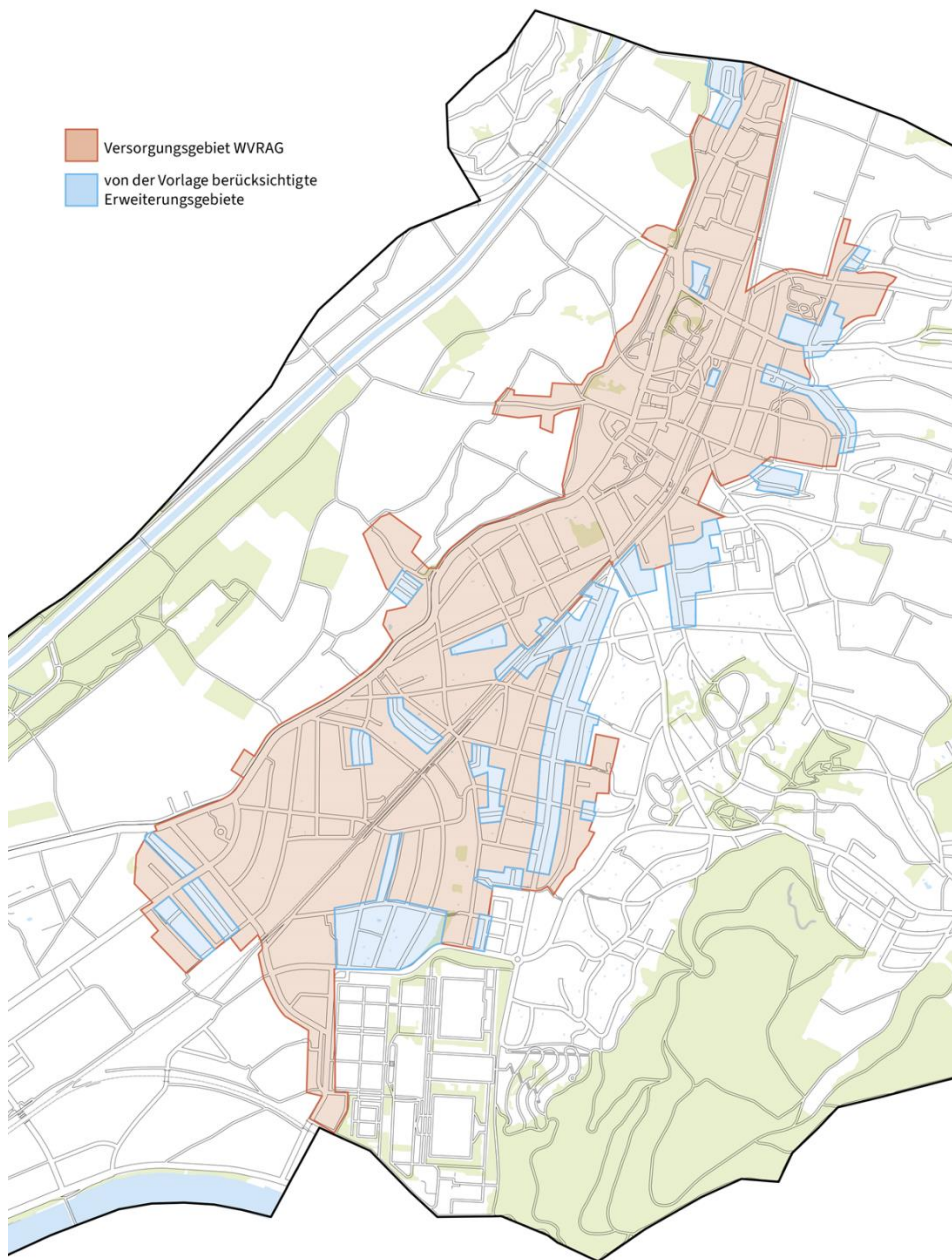 Versorgungsgebiet WVRAG
von der Vorlage berücksichtigte
Erweiterungsgebiete